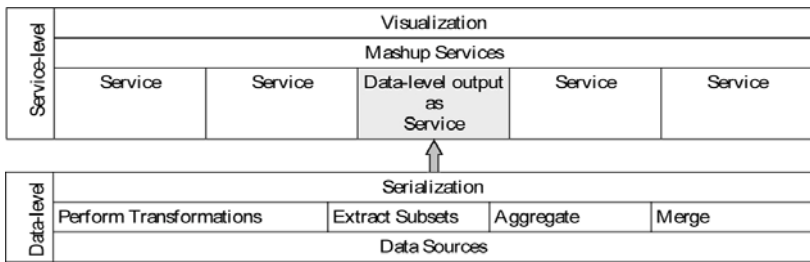 Service-level
Visualization
Mashup Services
Service
Service
Data-level output
as
Service
Service
Service
Data-level
Serialization
Perform Transformations
Extract Subsets
Aggregate
Merge
Data Sources